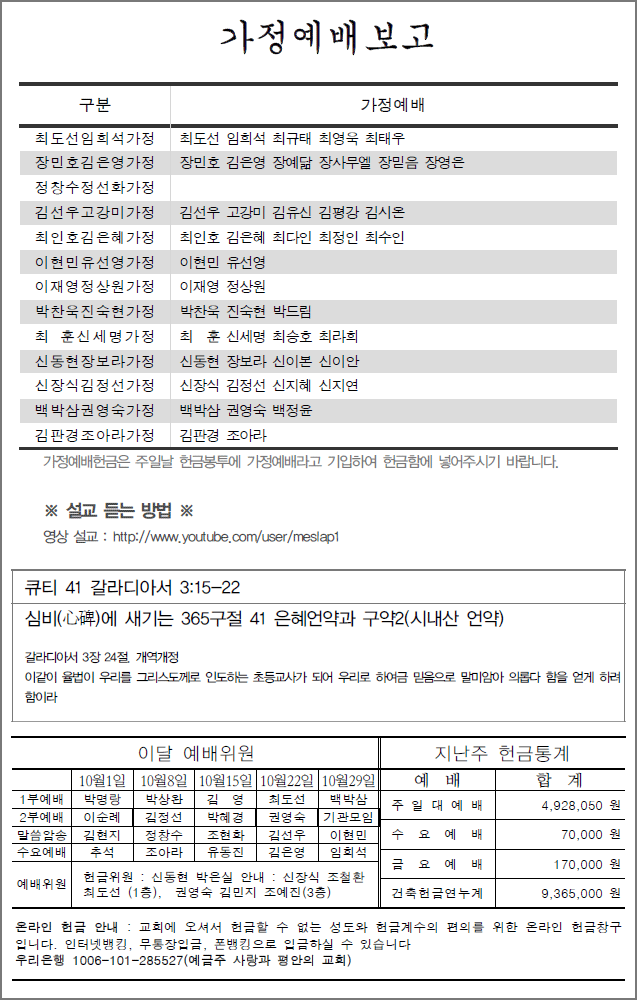 가정예배보고
구분 가정예배
최도선임희석가정 최도선 임희석 최규태 최영욱 최태우
장민호김은영가정 장민호 김은영 장예닮 장사무엘 장믿음 장영은
정창수정선화가정
김선우고강미가정 김선우 고강미 김유신 김평강 김시온
최인호김은혜가정 최인호 김은혜 최다인 최정인 최수인
이현민유선영가정 이현민 유선영
이재영정상원가정 이재영 정상원
박찬욱진숙현가정 박찬욱 진숙현 박드림
최 훈신세명가정 최 훈 신세명 최승호 최라희
신동현장보라가정 신동현 장보라 신이본 신이안
신장식김정선가정 신장식 김정선 신지혜 신지연
백박삼권영숙가정 백박삼 권영숙 백정윤
김판경조아라가정 김판경 조아라
가정예배헌금은 주일날 헌금봉투에 가정예배라고 기입하여 헌금함에 넣어주시기 바랍니다.
※ 설교 듣는 방법 ※
영상 설교 : http://www.youtube.com/user/meslap1
큐티 41 갈라디아서 3:15-22
심비(心碑)에 새기는 365구절 41 은혜언약과 구약2(시내산 언약)
갈라디아서 3장 24절, 개역개정
이같이 율법이 우리를 그리스도께로 인도하는 초등교사가 되어 우리로 하여금 믿음으로 말미암아 의롭다 함을 얻게 하려
함이라
이달 예배위원
10월1일 10월8일 10월15일 10월22일 10월29일
1부예배 박명랑 박상완 김 영 최도선 백박삼
2부예배 이순례 김정선 박혜경 권영숙 기관모임
말씀암송 김현지 정창수 조현화 김선우 이현민
수요예배 추석 조아라 유동진 김은영 임희석
예배위원 헌금위원 : 신동현 박은실 안내 : 신장식 조철환
최도선 (1층), 권영숙 김민지 조예진(3층)
지난주 헌금통계
예 배 합 계
주 일 대 예 배 4,928,050 원
수 요 예 배 70,000 원
금 요 예 배 170,000 원
건축헌금연누계 9,365,000 원
온라인 헌금 안내 : 교회에 오셔서 헌금할 수 없는 성도와 헌금계수의 편의를 위한 온라인 헌금창구
입니다. 인터넷뱅킹, 무통장입금, 폰뱅킹으로 입금하실 수 있습니다
우리은행 1006-101-285527(예금주 사랑과 평안의 교회)